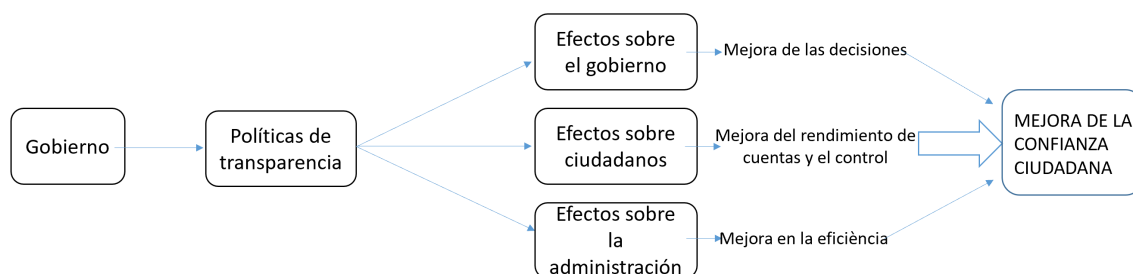 Gobierno
Políticas de
transparencia
Efectos sobre
el gobierno
Mejora de las decisiones
Efectos sobre
ciudadanos
Mejora del rendimiento de
cuentas y el control
Efectos sobre
la
administración
Mejora en la eficiència
MEJORA DE LA
CONFIANZA
CIUDADANA